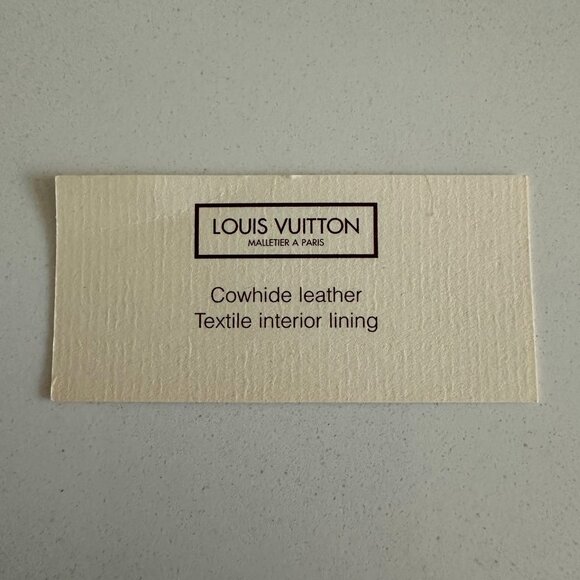 LOUIS VUITTON
MALLETIER A PARIS
Cowhide leather
Textile interior lining